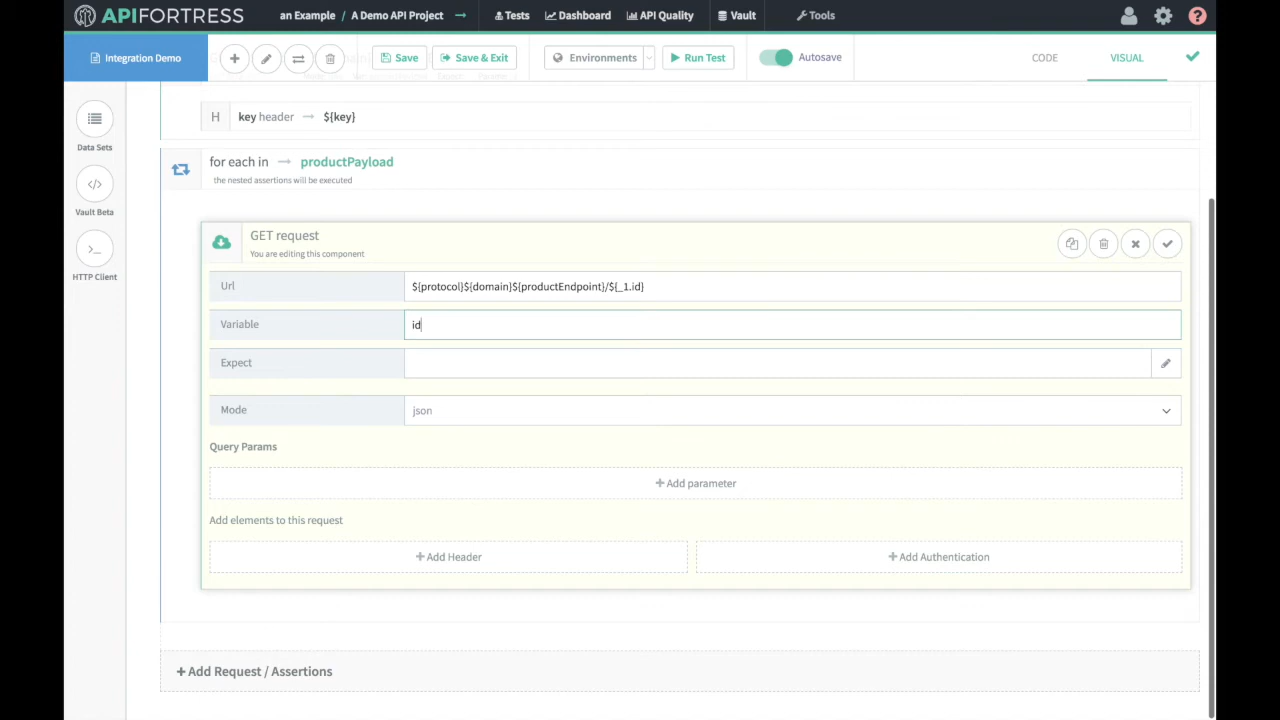 APIFORTRESS
an Example / A Demo API Project
Tests
Dashboard
API Quality
Vault
Tools
?
Integration Demo
Save
Save & Exit
Environments
Run Test
Autosave
CODE
VISUAL
Data Sets
Vault Beta
HTTP Client
H key header → ${key}
for each in → productPayload
the nested assertions will be executed
GET request
You are editing this component
Url ${protocol}${domain}${productEndpoint}/${_1.id}
Variable id
Expect
Mode json
Query Params
+ Add parameter
Add elements to this request
+ Add Header
+ Add Authentication
+ Add Request / Assertions